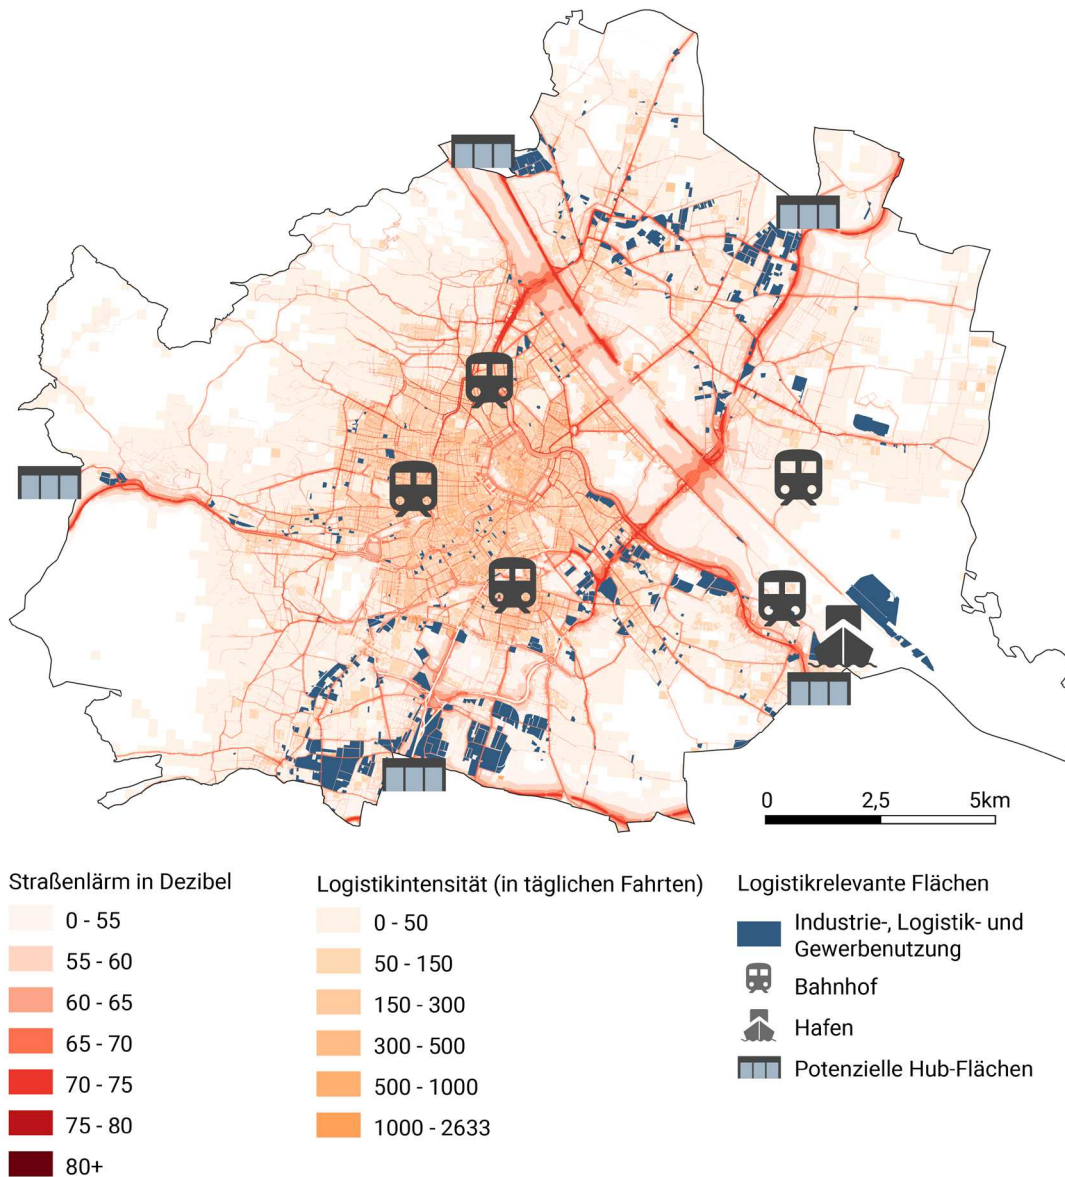 0 2,5 5km
Straßenlärm in Dezibel
0 - 55
55 - 60
60 - 65
65 - 70
70 - 75
75 - 80
80+
Logistikintensität (in täglichen Fahrten)
0 - 50
50 - 150
150 - 300
300 - 500
500 - 1000
1000 - 2633
Logistikrelevante Flächen
Industrie-, Logistik- und
Gewerbenutzung
Bahnhof
Hafen
Potenzielle Hub-Flächen